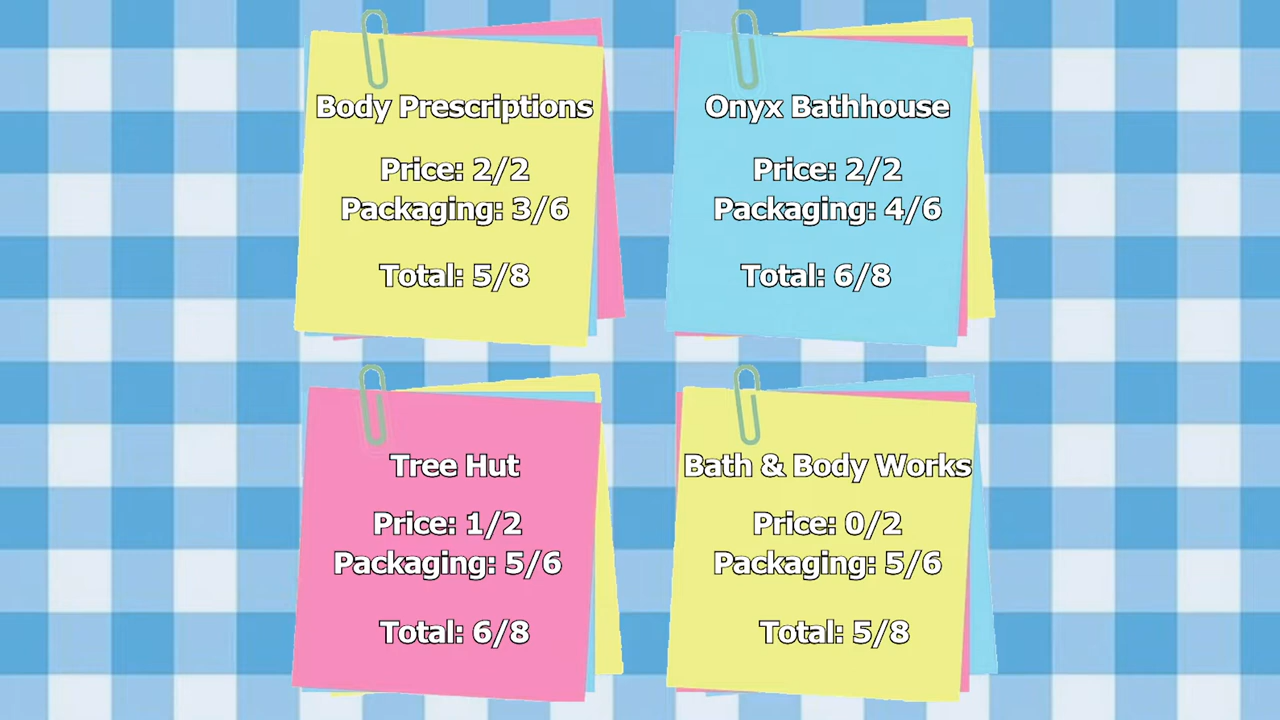 Body Prescriptions
Price: 2/2
Packaging: 3/6
Total: 5/8
Onyx Bathhouse
Price: 2/2
Packaging: 4/6
Total: 6/8
Tree Hut
Price: 1/2
Packaging: 5/6
Total: 6/8
Bath & Body Works
Price: 0/2
Packaging: 5/6
Total: 5/8